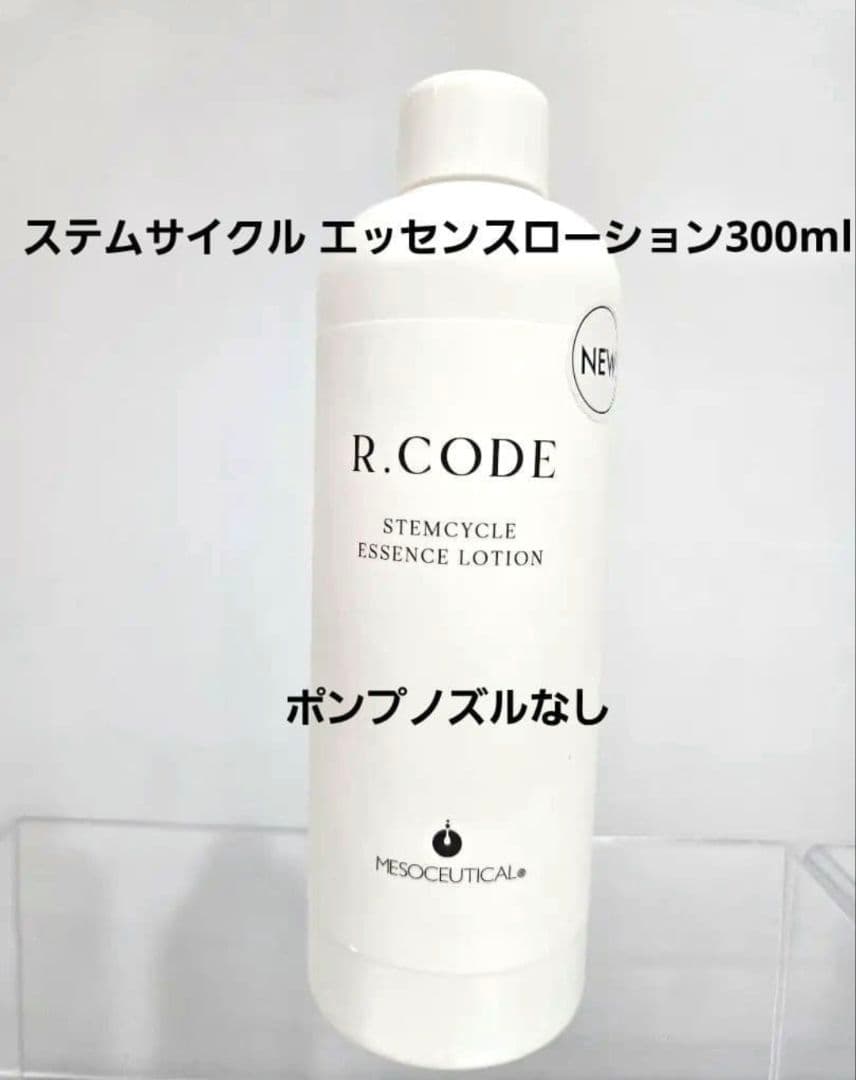 ステムサイクル エッセンスローション300ml
NEW
R.CODE
STEMCYCLE
ESSENCE LOTION
ポンプノズルなし
MESOCEUTICAL®